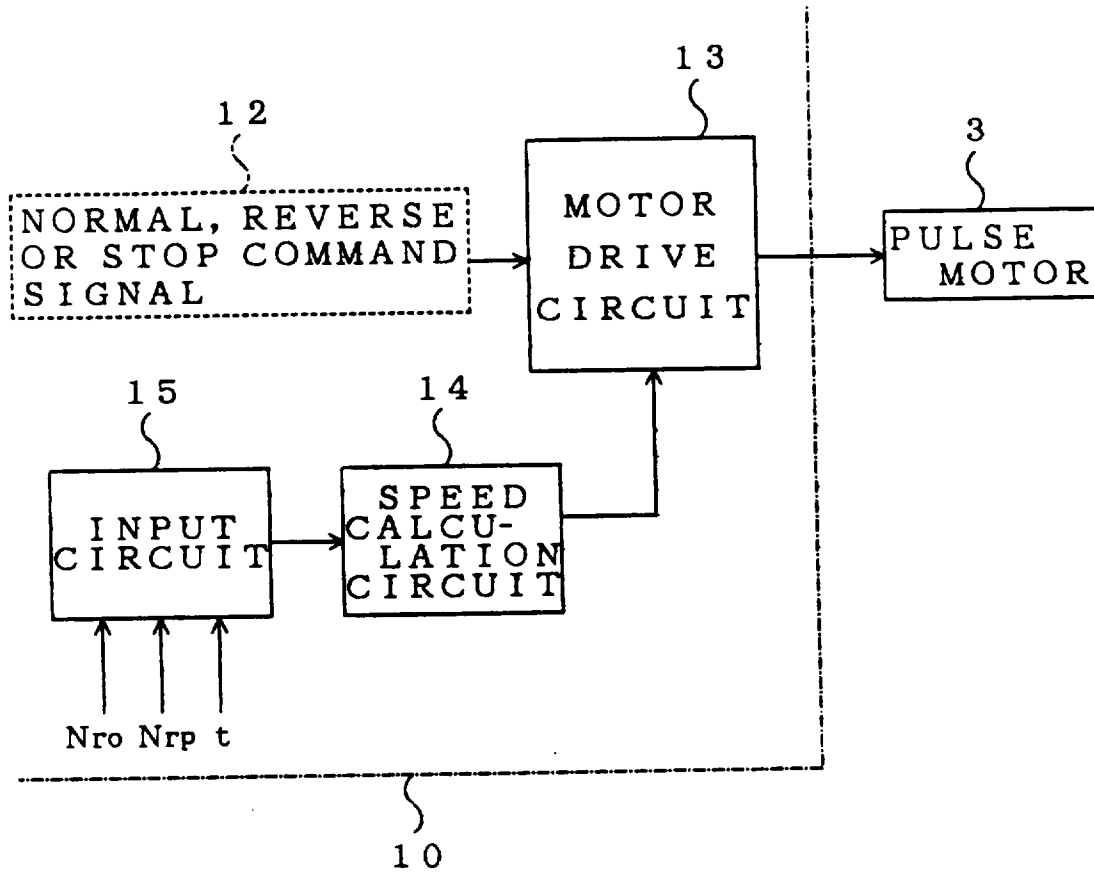 13
12
3
NORMAL, REVERSE
OR STOP COMMAND
SIGNAL
MOTOR
DRIVE
CIRCUIT
PULSE
MOTOR
15
14
INPUT
CIRCUIT
SPEED
CALCU-
LATION
CIRCUIT
Nro Nrp t
10